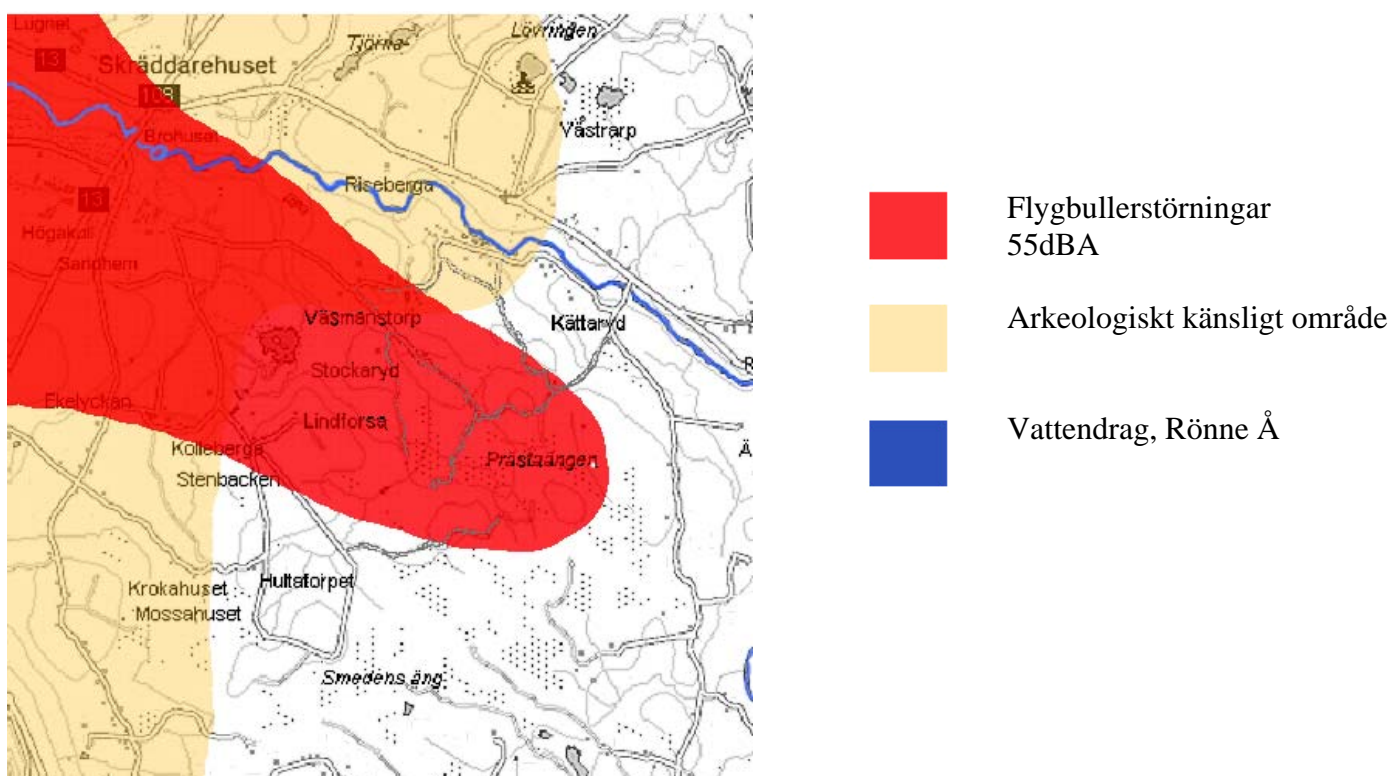 Lugnet
Tjörna-
Lövringen
13
Skräddarehuset
108
Västrarp
Brohuset
Riseberga
13
Högakull
Sandhem
Väsmanstorp
Kättaryd
Stockaryd
Ekelyckan
Lindforsa
Ä
Kolleberga
Prästaängen
Stenbacken
Hultatorpet
Krokahuset
Mossahuset
Smedens äng
Flygbullerstörningar
55dBA
Arkeologiskt känsligt område
Vattendrag, Rönne Å